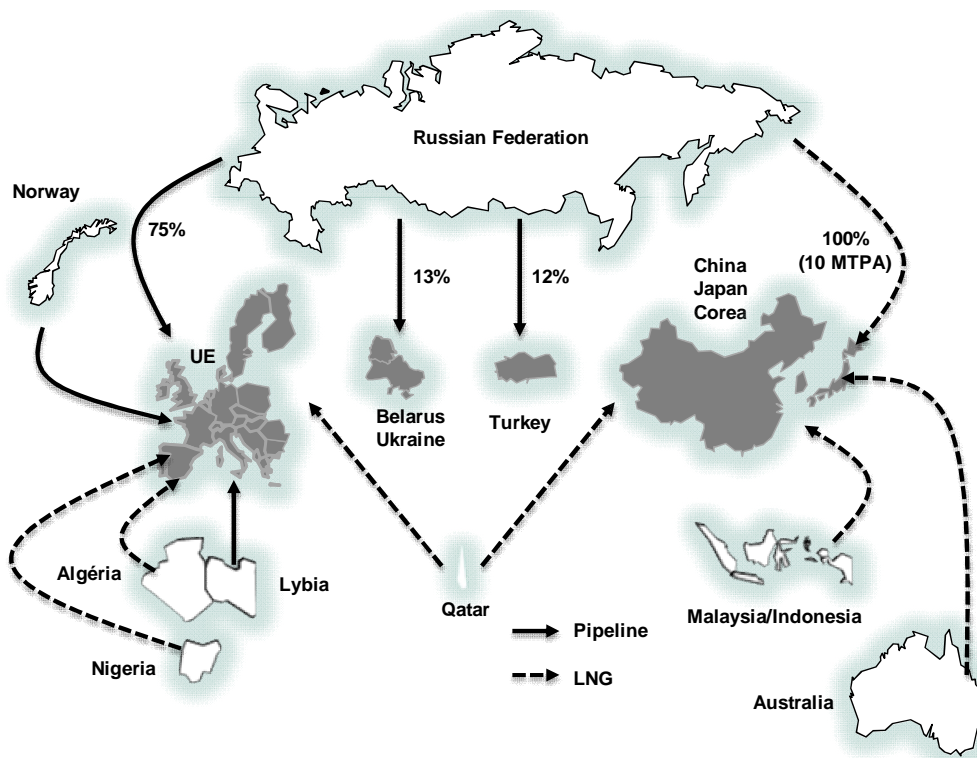 Russian Federation
Norway
75%
13%
12%
100%
(10 MTPA)
China
Japan
Corea
UE
Belarus
Ukraine
Turkey
Algéria
Lybia
Qatar
Malaysia/Indonesia
Pipeline
Nigeria
LNG
Australia